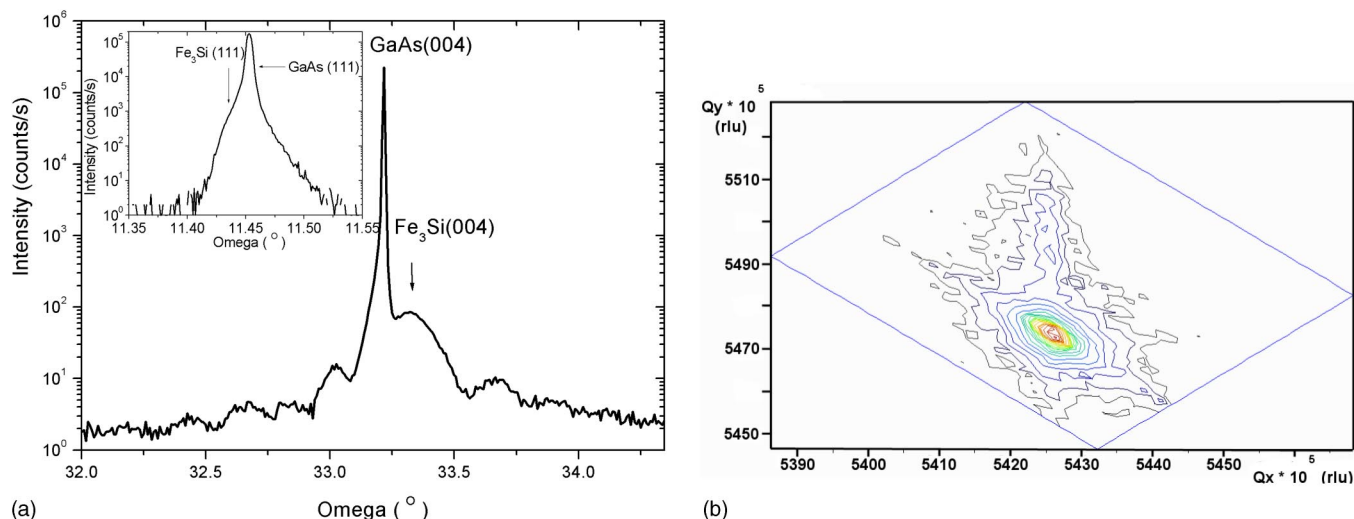 10^6
10^5
10^4
10^3
10^2
10^1
10^0
Intensity (counts/s)
32.0 32.5 33.0 33.5 34.0
Omega ( ° )
(a)
GaAs(004)
Fe₃Si(004)
10^5
10^4
10^3
10^2
10^1
10^0
Intensity (counts/s)
Fe₃Si (111)
GaAs (111)
11.35 11.40 11.45 11.50 11.55
Omega ( ° )
Qy * 10^5
(rlu)
5510
5490
5470
5450
5390 5400 5410 5420 5430 5440 5450
Qx * 10^5 (rlu)
(b)